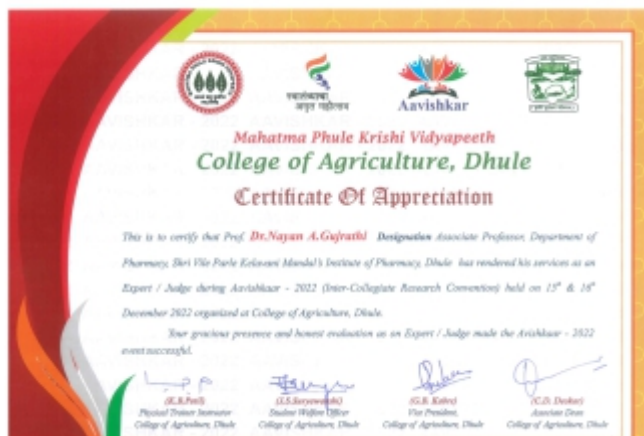 स्वातंत्र्याचा
अमृत महोत्सव
Aavishkar
Mahatma Phule Krishi Vidyapeeth
College of Agriculture, Dhule
Certificate Of Appreciation
This is to certify that Prof. Dr.Nayan A.Gujrathi Designation Associate Professor, Department of
Pharmacy, Shri Vile Parle Kelavani Mandal's Institute of Pharmacy, Dhule has rendered his services as an
Expert / Judge during Aavishkaar - 2022 (Inter-Collegiate Research Convention) held on 15th & 16th
December 2022 organized at College of Agriculture, Dhule.
Your gracious presence and honest evaluation as an Expert / Judge made the Avishkaar - 2022
event successful.
(K.B.Patil) (I.S.Suryawanshi) (G.B. Kabre) (C.D. Deokar)
Physical Trainer Instructor Student Welfare Officer Vice President, Associate Dean
College of Agriculture, Dhule College of Agriculture, Dhule College of Agriculture, Dhule College of Agriculture, Dhule